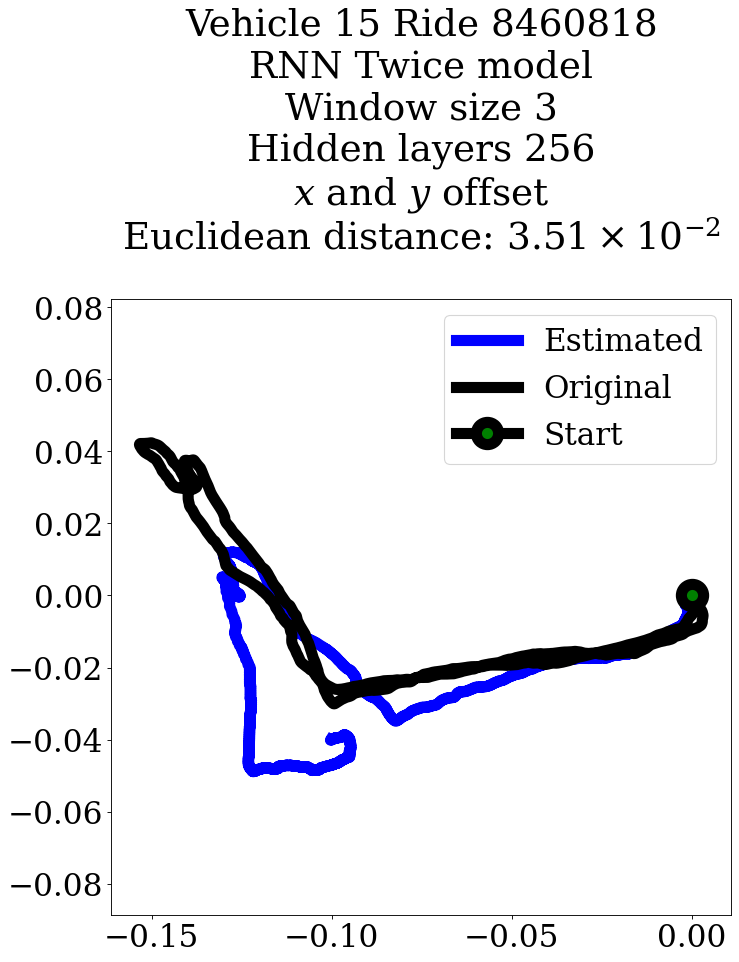 Vehicle 15 Ride 8460818
RNN Twice model
Window size 3
Hidden layers 256
x and y offset
Euclidean distance: 3.51 × 10⁻²
Estimated
Original
Start
0.08
0.06
0.04
0.02
0.00
−0.02
−0.04
−0.06
−0.08
−0.15 −0.10 −0.05 0.00